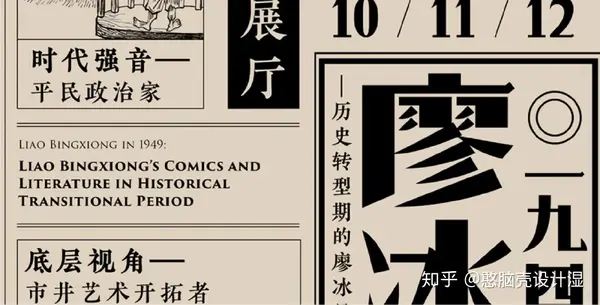 时代强音—
平民政治家
展厅
LIAO BINGXIONG IN 1949:
LIAO BINGXIONG'S COMICS AND
LITERATURE IN HISTORICAL
TRANSITIONAL PERIOD
底层视角—
市井艺术开拓者
10/11/12
—历史转型期的廖冰
廖冰
◎一九四
知乎 @憨脑壳设计湿